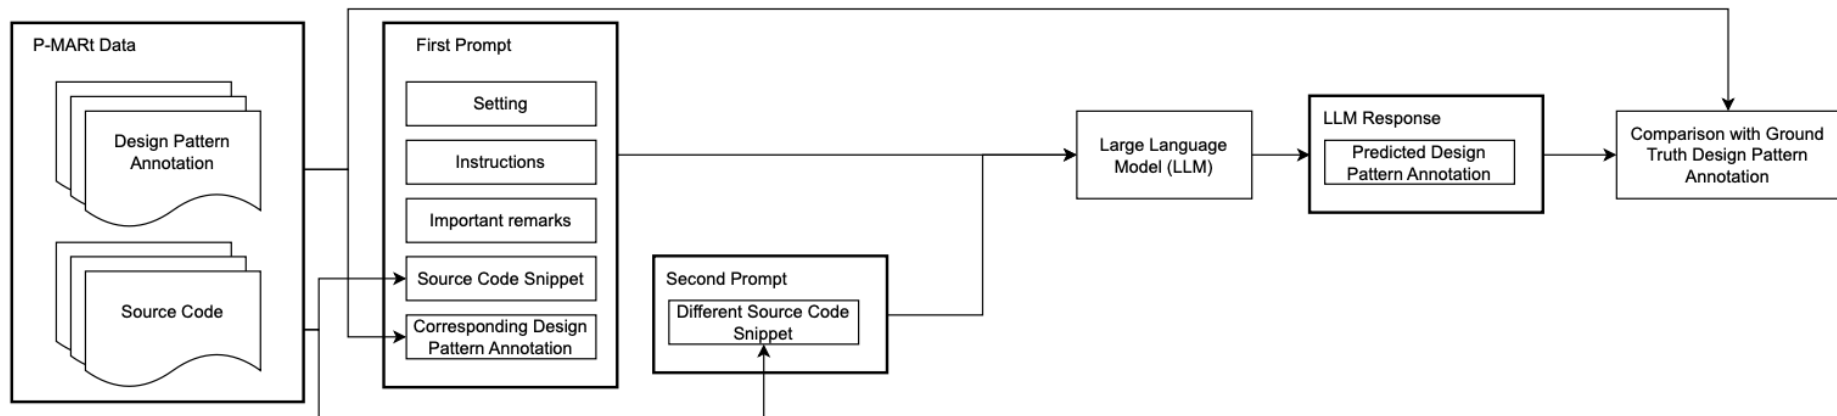 P-MARt Data
Design Pattern
Annotation
Source Code
First Prompt
Setting
Instructions
Important remarks
Source Code Snippet
Corresponding Design
Pattern Annotation
Second Prompt
Different Source Code
Snippet
Large Language
Model (LLM)
LLM Response
Predicted Design
Pattern Annotation
Comparison with Ground
Truth Design Pattern
Annotation